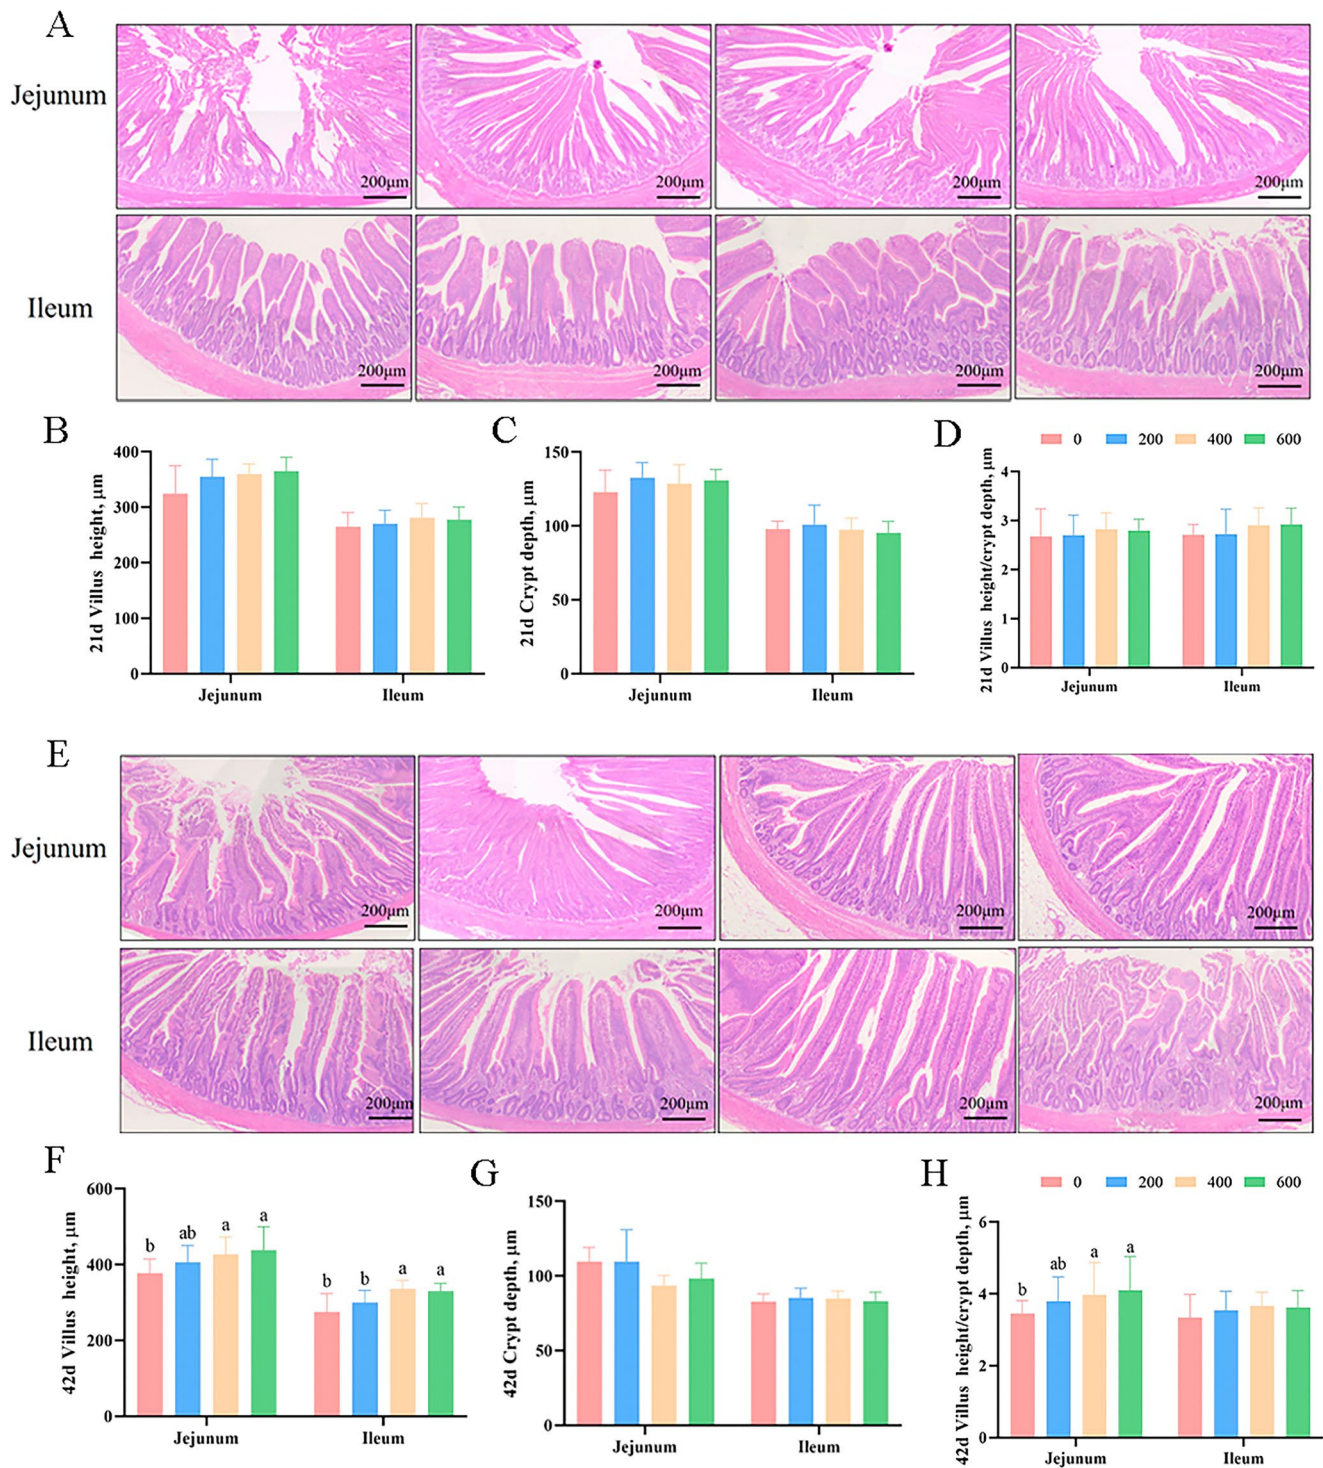 A
Jejunum
200μm
200μm
200μm
200μm
Ileum
200μm
200μm
200μm
200μm
B
21d Villus height, μm
400
300
200
100
0
Jejunum
Ileum
C
21d Crypt depth, μm
150
100
50
0
Jejunum
Ileum
D
0
200
400
600
21d Villus height/crypt depth, μm
4
3
2
1
0
Jejunum
Ileum
E
Jejunum
200μm
200μm
200μm
200μm
Ileum
200μm
200μm
200μm
200μm
F
42d Villus height, μm
600
400
200
0
b
ab
a
a
b
b
a
a
Jejunum
Ileum
G
42d Crypt depth, μm
150
100
50
0
Jejunum
Ileum
H
0
200
400
600
42d Villus height/crypt depth, μm
6
4
2
0
b
ab
a
a
Jejunum
Ileum